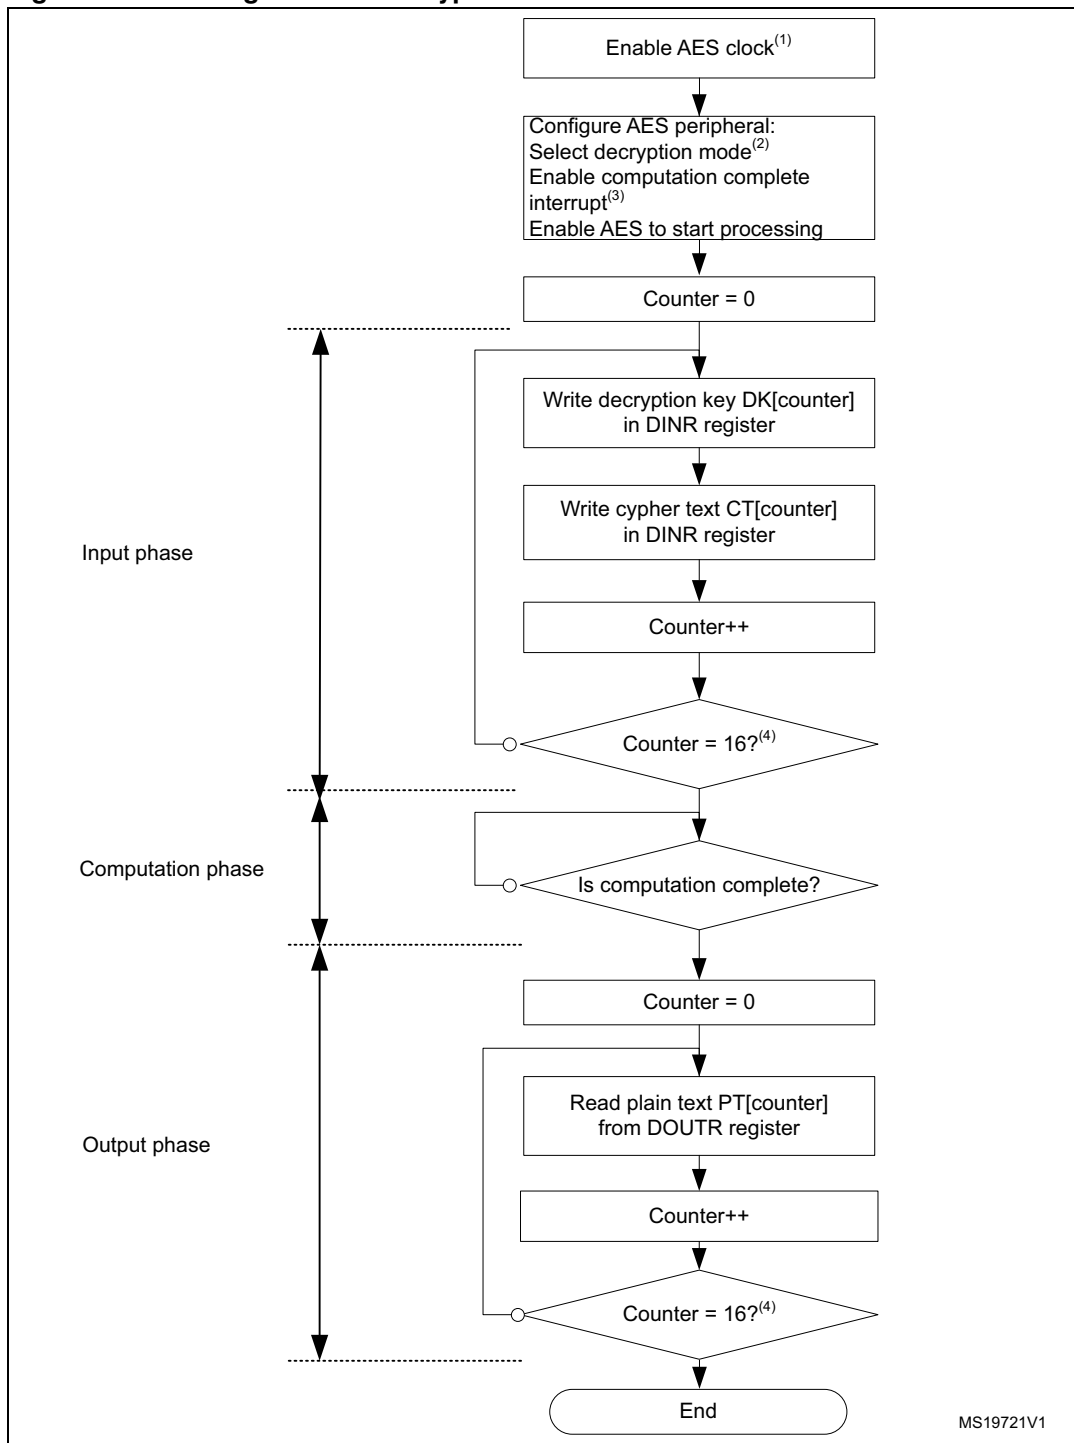 Enable AES clock(1)
Configure AES peripheral:
Select decryption mode(2)
Enable computation complete
interrupt(3)
Enable AES to start processing
Counter = 0
Write decryption key DK[counter]
in DINR register
Write cypher text CT[counter]
in DINR register
Input phase
Counter++
Counter = 16?(4)
Computation phase
Is computation complete?
Counter = 0
Read plain text PT[counter]
from DOUTR register
Output phase
Counter++
Counter = 16?(4)
End
MS19721V1